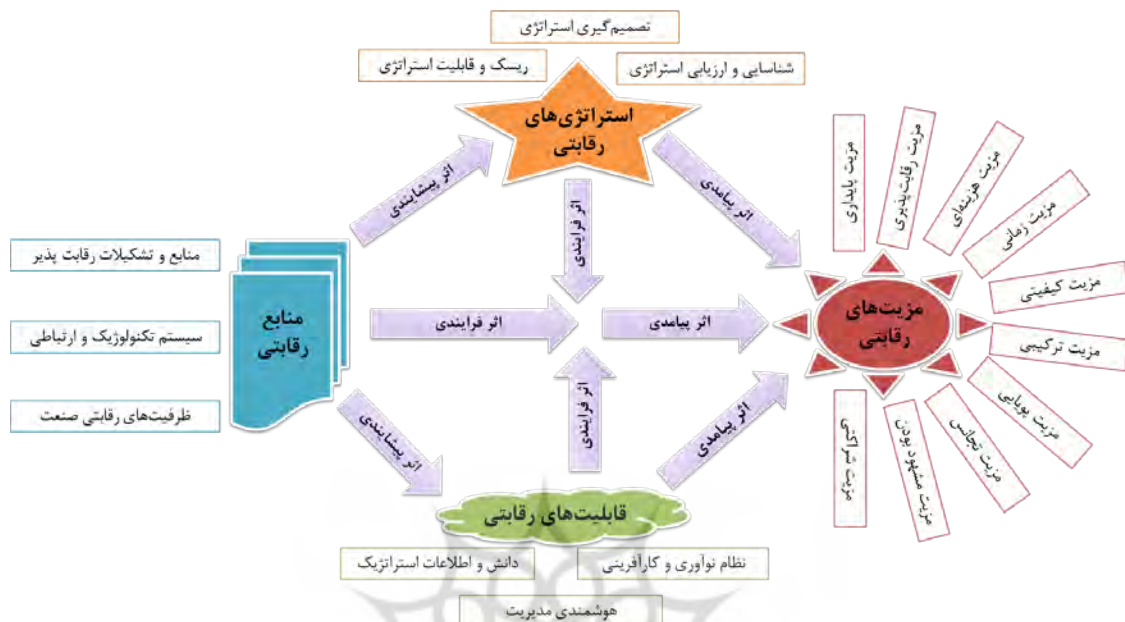 تصمیم‌گیری استراتژی
شناسایی و ارزیابی استراتژی
ریسک و قابلیت استراتژی
استراتژی‌های
رقابتی
اثر پیشایندی
اثر فرایندی
اثر پیامدی
منابع و تشکیلات رقابت پذیر
سیستم تکنولوژیک و ارتباطی
ظرفیت‌های رقابتی صنعت
منابع
رقابتی
اثر فرایندی
اثر پیامدی
مزیت‌های
رقابتی
مزیت پایداری
مزیت رقابت‌پذیری
مزیت هزینه‌ای
مزیت زمانی
مزیت کیفیتی
مزیت ترکیبی
مزیت پویایی
مزیت تجانس
مزیت مشهود بودن
مزیت شراکتی
اثر پیشایندی
اثر فرایندی
اثر پیامدی
قابلیت‌های رقابتی
نظام نوآوری و کارآفرینی
دانش و اطلاعات استراتژیک
هوشمندی مدیریت